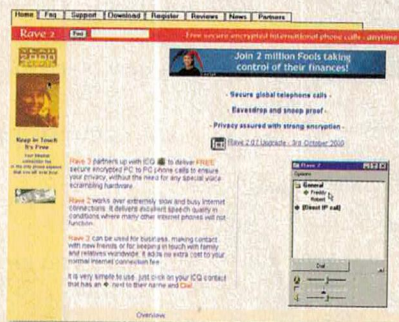 Home Faq Support Download Register Reviews News Partners
Rave 2 Find Free secure encrypted International phone calls - anytime
Join 2 million Fools taking
control of their finances!
- Secure global telephone calls -
- Eavesdrop and snoop proof -
- Privacy assured with strong encryption -
Rave 2.07 Upgrade - 3rd October 2000
Keep in Touch
It's Free
Rave 2 partners up with ICQ to deliver FREE
secure encrypted PC to PC phone calls to ensure
your privacy, without the need for any special voice
scrambling hardware.
Rave 2 works over extremely slow and busy Internet
connections. It delivers incredible speech quality in
conditions where many other Internet phones will not
function.
Rave 2 can be used for business, making contact
with new friends or for keeping in touch with family
and relatives worldwide. It adds no extra cost to your
normal internet connection fee.
It is very simple to use. Just click on your ICQ contact
that has an next to their name and Dial
Rave 2
Options
General
Freddy
Robert
(Direct IP call)
Dial
Overview